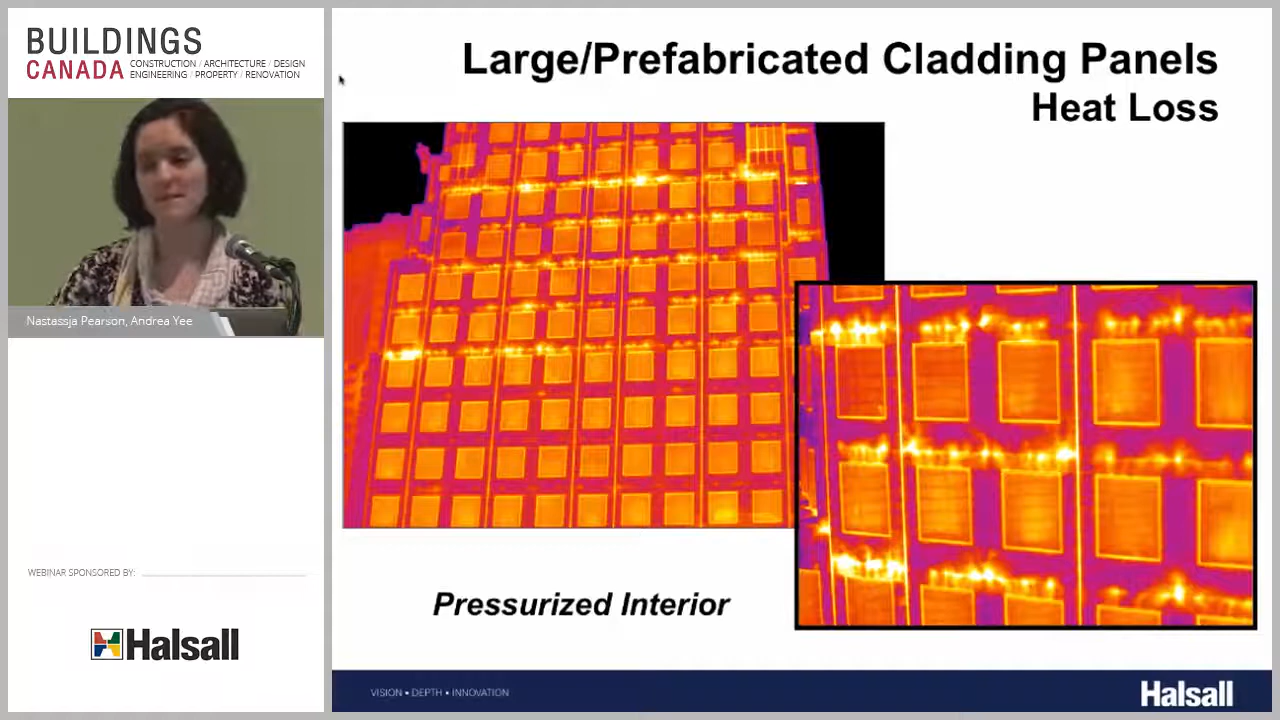 BUILDINGS
CANADA
CONSTRUCTION / ARCHITECTURE / DESIGN
ENGINEERING / PROPERTY / RENOVATION
Nastassja Pearson, Andrea Yee
WEBINAR SPONSORED BY:
Halsall
Large/Prefabricated Cladding Panels
Heat Loss
Pressurized Interior
VISION • DEPTH • INNOVATION
Halsall